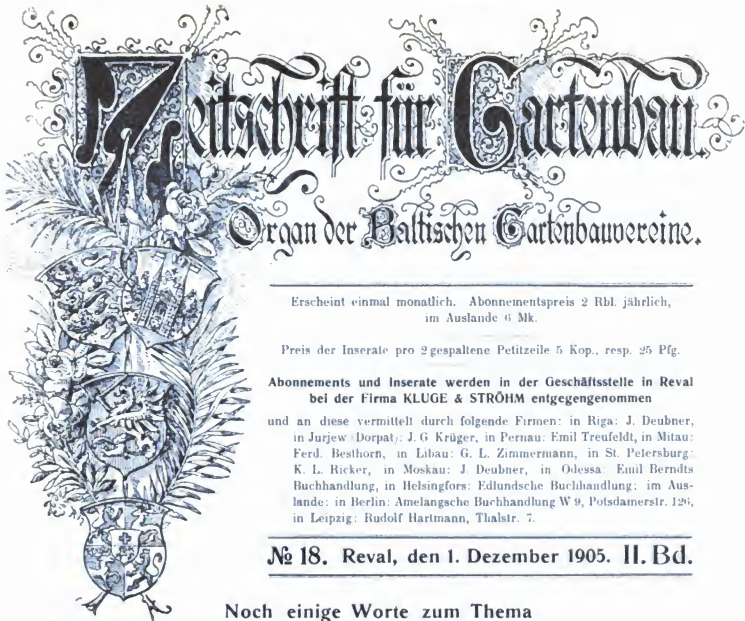 Zeitschrift für Gartenbau.
Organ der Baltischen Gartenbauvereine.
Erscheint einmal monatlich. Abonnementspreis 2 Rbl. jährlich,
im Auslande 6 Mk.
Preis der Inserate pro 2 gespaltene Petitzeile 5 Kop., resp. 25 Pfg.
Abonnements und Inserate werden in der Geschäftsstelle in Reval
bei der Firma KLUGE & STRÖHM entgegengenommen
und an diese vermittelt durch folgende Firmen: in Riga: J. Deubner,
in Jurjew (Dorpat): J. G Krüger, in Pernau: Emil Treufeldt, in Mitau:
Ferd. Besthorn, in Libau: G. L. Zimmermann, in St. Petersburg:
K. L. Ricker, in Moskau: J. Deubner, in Odessa: Emil Berndts
Buchhandlung, in Helsingfors: Edlundsche Buchhandlung; im Aus-
lande: in Berlin: Amelangsche Buchhandlung W 9, Potsdamerstr. 126,
in Leipzig: Rudolf Hartmann, Thalstr. 7.
№ 18. Reval, den 1. Dezember 1905. II. Bd.
Noch einige Worte zum Thema